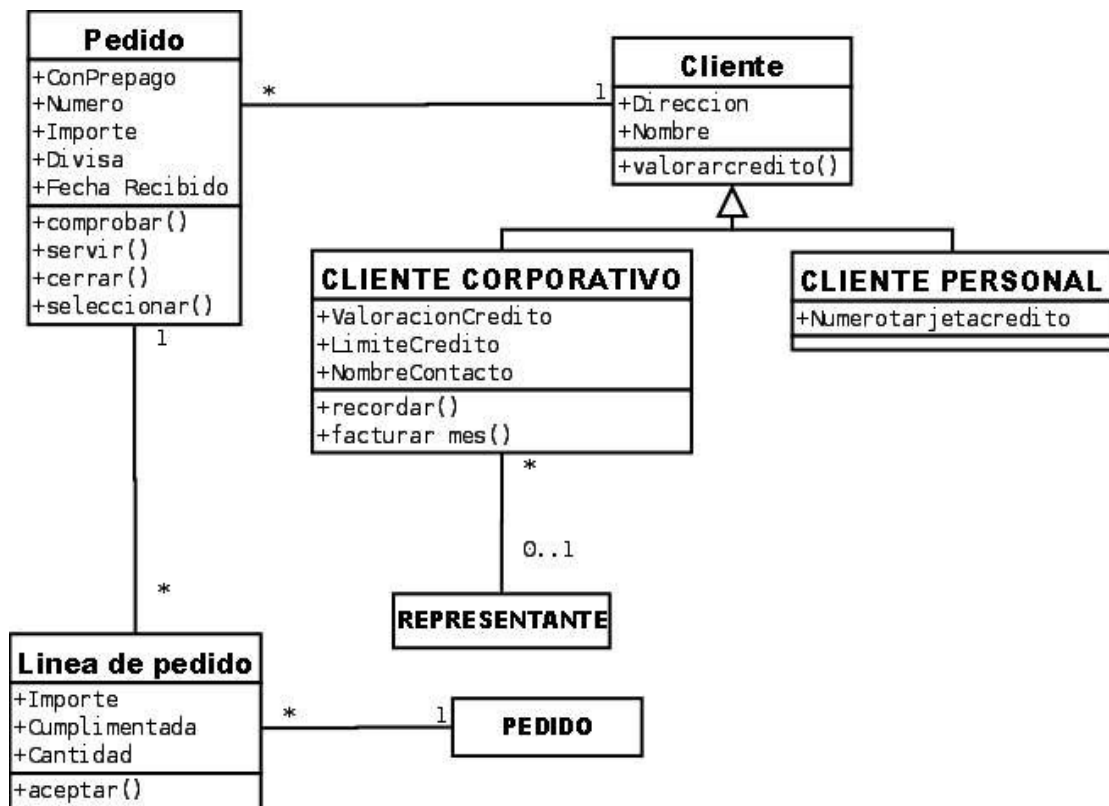 Pedido
+ConPrepago
+Numero
+Importe
+Divisa
+Fecha Recibido
+comprobar()
+servir()
+cerrar()
+seleccionar()
*
1
Cliente
+Direccion
+Nombre
+valorarcredito()
CLIENTE CORPORATIVO
+ValoracionCredito
+LimiteCredito
+NombreContacto
+recordar()
+facturar mes()
CLIENTE PERSONAL
+Numerotarjetacredito
1
*
*
0..1
REPRESENTANTE
Linea de pedido
+Importe
+Cumplimentada
+Cantidad
+aceptar()
*
1
PEDIDO